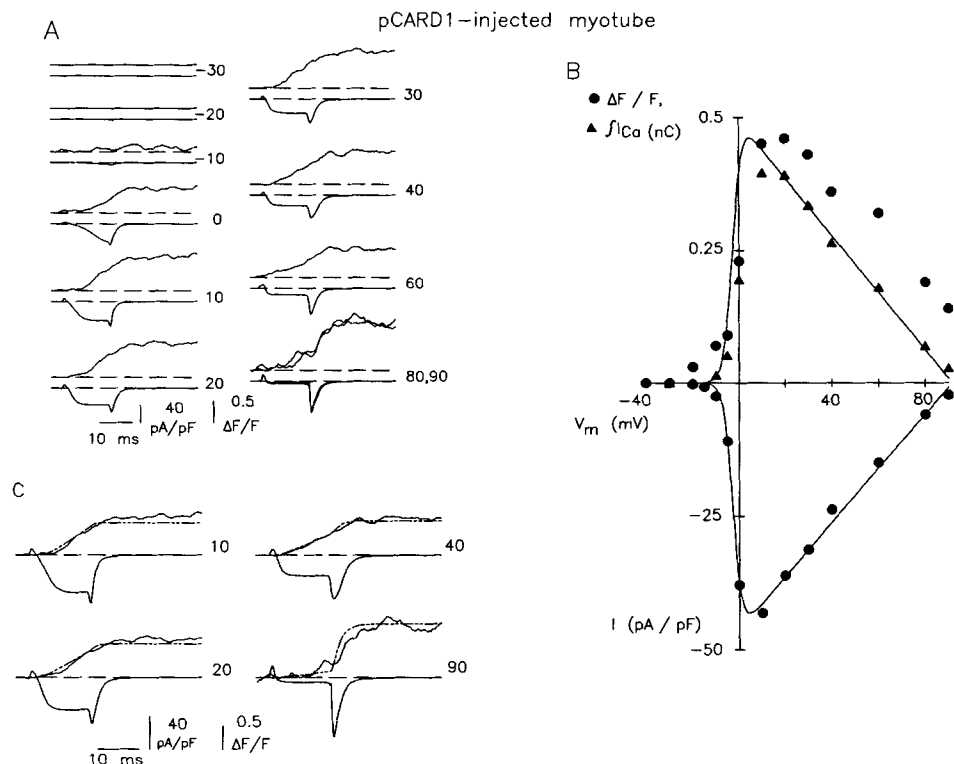 pCARD1-injected myotube
A
-30
-20
-10
0
10
20
30
40
60
80,90
10 ms
40
pA/pF
0.5
ΔF/F
B
● ΔF / F,
▲ ∫ICa (nC)
0.5
0.25
-40
40
80
Vm (mV)
-25
-50
I (pA / pF)
C
10
40
20
90
10 ms
40
pA/pF
0.5
ΔF/F